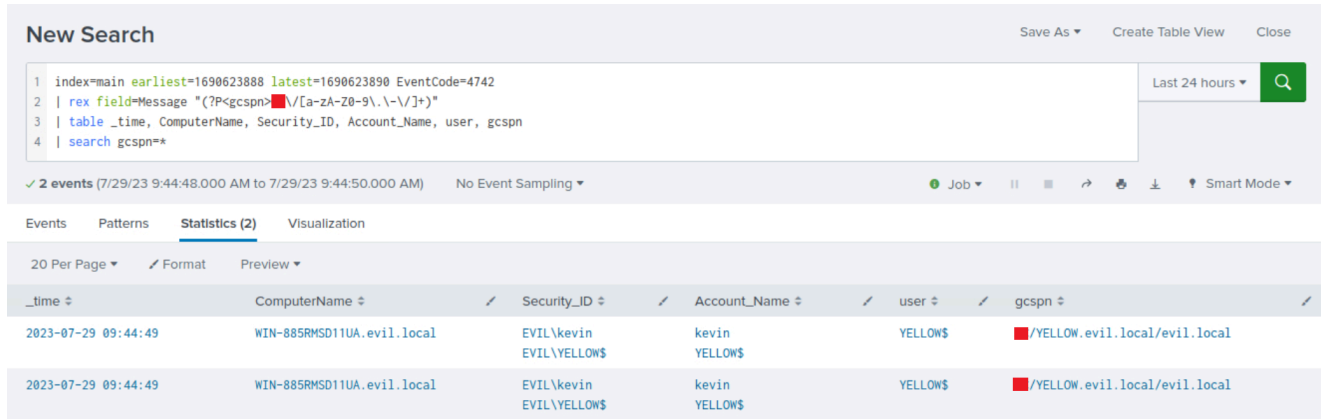 New Search
Save As Create Table View Close
1 index=main earliest=1690623888 latest=1690623890 EventCode=4742
2 | rex field=Message "(?P<gcspn>\/[a-zA-Z0-9\.\-\/]+)"
3 | table _time, ComputerName, Security_ID, Account_Name, user, gcspn
4 | search gcspn=*
Last 24 hours
2 events (7/29/23 9:44:48.000 AM to 7/29/23 9:44:50.000 AM) No Event Sampling Job Smart Mode
Events Patterns Statistics (2) Visualization
20 Per Page Format Preview
_time ComputerName Security_ID Account_Name user gcspn
2023-07-29 09:44:49 WIN-885RMSD11UA.evil.local EVIL\kevin kevin YELLOW$ /YELLOW.evil.local/evil.local
EVIL\YELLOW$ YELLOW$
2023-07-29 09:44:49 WIN-885RMSD11UA.evil.local EVIL\kevin kevin YELLOW$ /YELLOW.evil.local/evil.local
EVIL\YELLOW$ YELLOW$